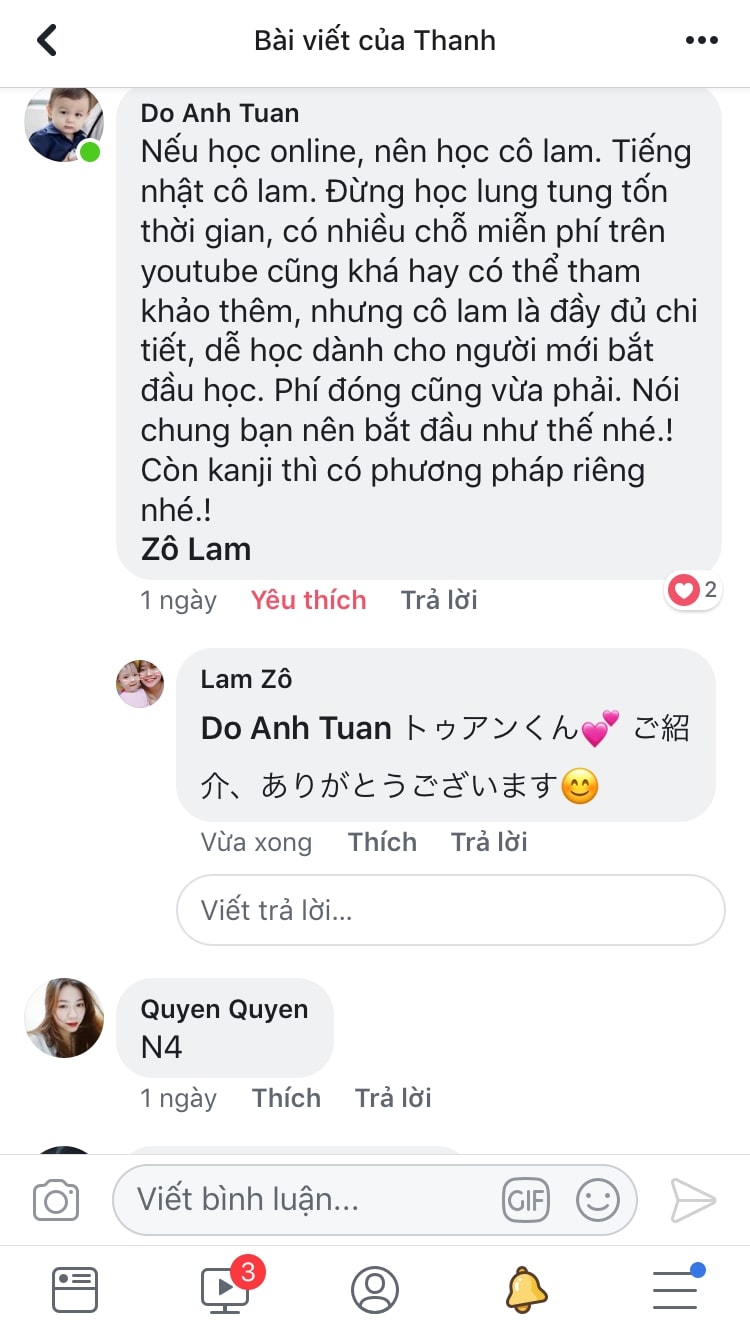 Bài viết của Thanh
Do Anh Tuan
Nếu học online, nên học cô lam. Tiếng
nhật cô lam. Đừng học lung tung tốn
thời gian, có nhiều chỗ miễn phí trên
youtube cũng khá hay có thể tham
khảo thêm, nhưng cô lam là đầy đủ chi
tiết, dễ học dành cho người mới bắt
đầu học. Phí đóng cũng vừa phải. Nói
chung bạn nên bắt đầu như thế nhé.!
Còn kanji thì có phương pháp riêng
nhé.!
Zô Lam
1 ngày Yêu thích Trả lời 2
Lam Zô
Do Anh Tuan トゥアンくん💕 ご紹
介、ありがとうございます😊
Vừa xong Thích Trả lời
Viết trả lời...
Quyen Quyen
N4
1 ngày Thích Trả lời
Viết bình luận... GIF
3